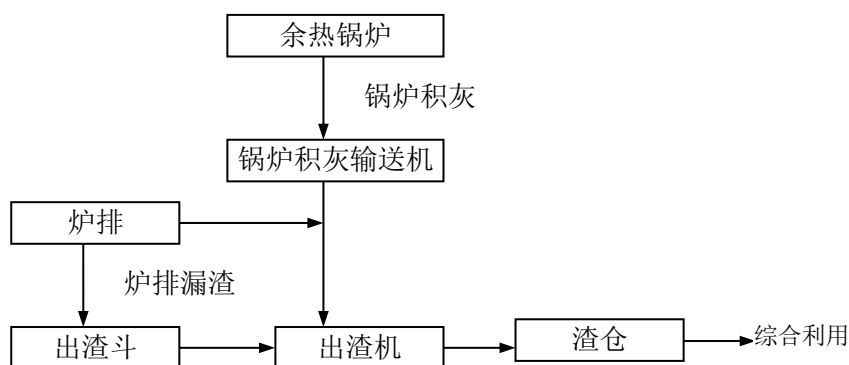 余热锅炉
锅炉积灰
锅炉积灰输送机
炉排
炉排漏渣
出渣斗
出渣机
渣仓
综合利用